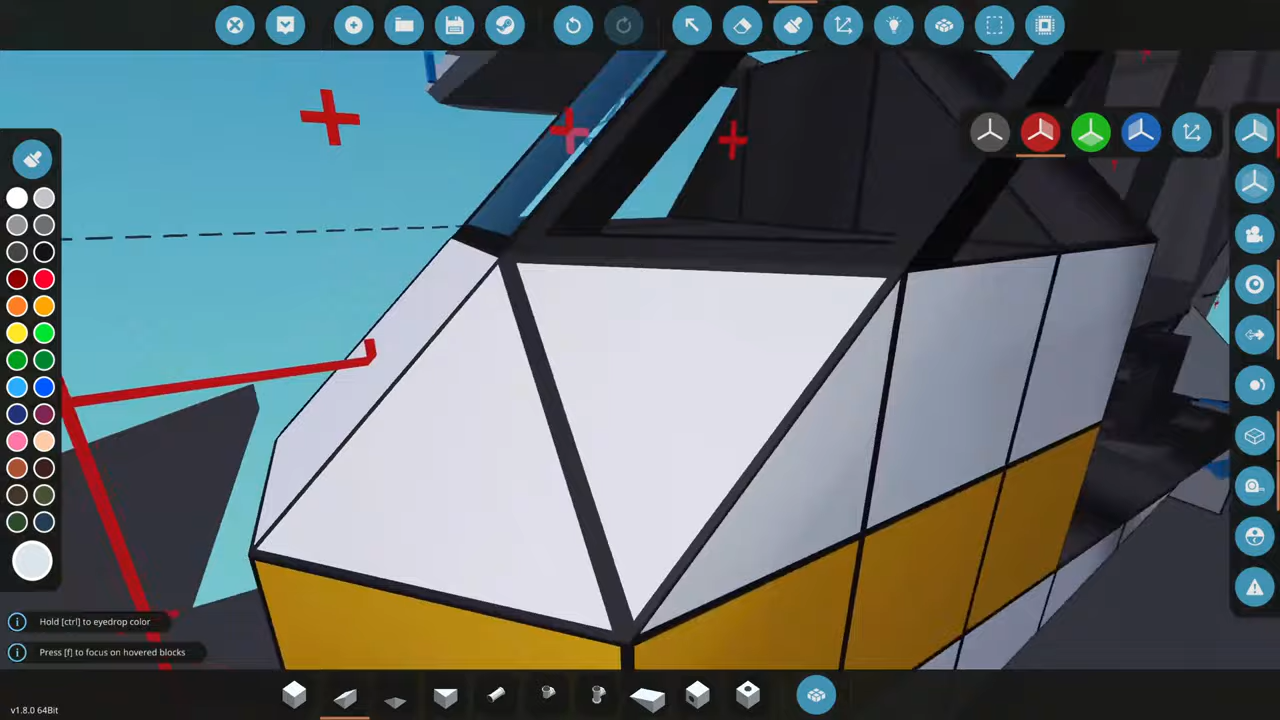 Hold [ctrl] to eyedrop color
Press [f] to focus on hovered blocks
v1.8.0 64Bit